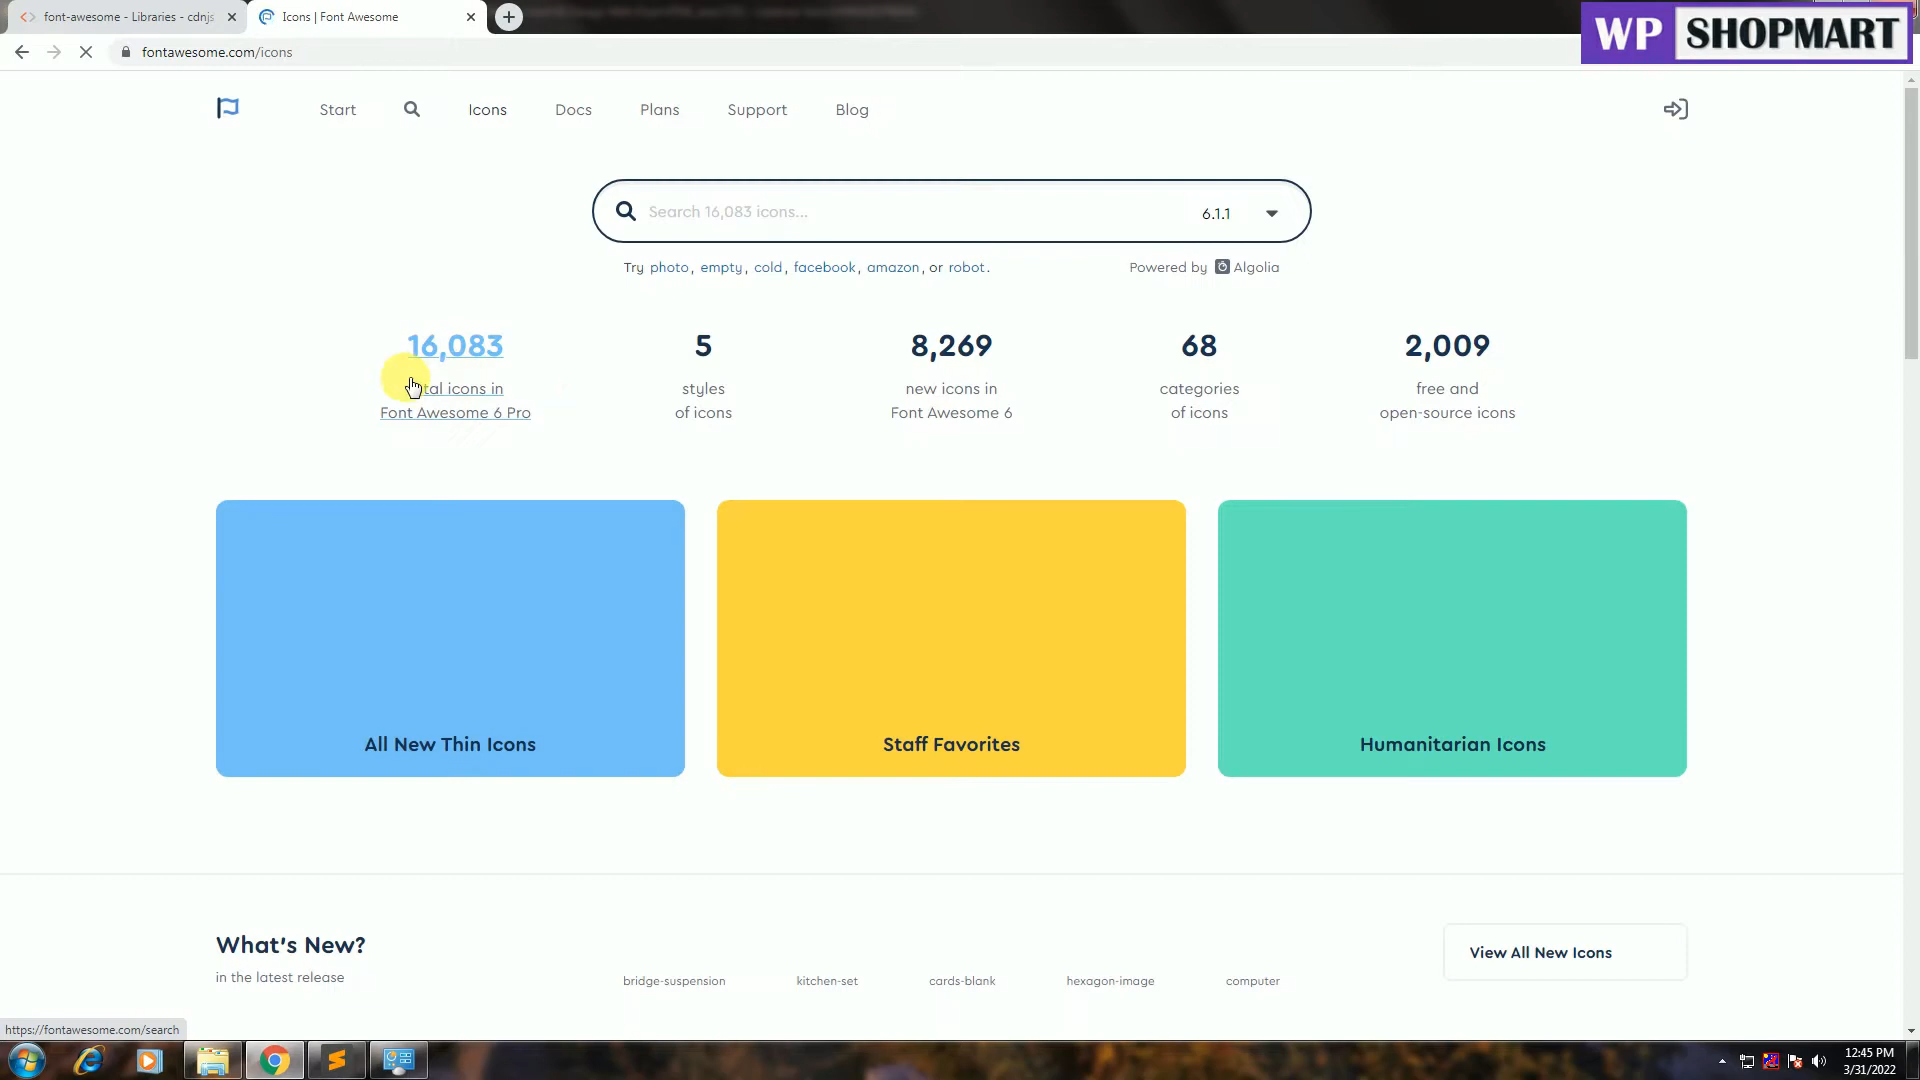 font-awesome - Libraries - cdnjs
Icons | Font Awesome
fontawesome.com/icons
WP SHOPMART
Start
Icons
Docs
Plans
Support
Blog
Search 16,083 icons...
6.1.1
Try photo, empty, cold, facebook, amazon, or robot.
Powered by Algolia
16,083
5
8,269
68
2,009
tal icons in
styles
new icons in
categories
free and
Font Awesome 6 Pro
of icons
Font Awesome 6
of icons
open-source icons
All New Thin Icons
Staff Favorites
Humanitarian Icons
What's New?
in the latest release
bridge-suspension
kitchen-set
cards-blank
hexagon-image
computer
View All New Icons
https://fontawesome.com/search
12:45 PM
3/31/2022